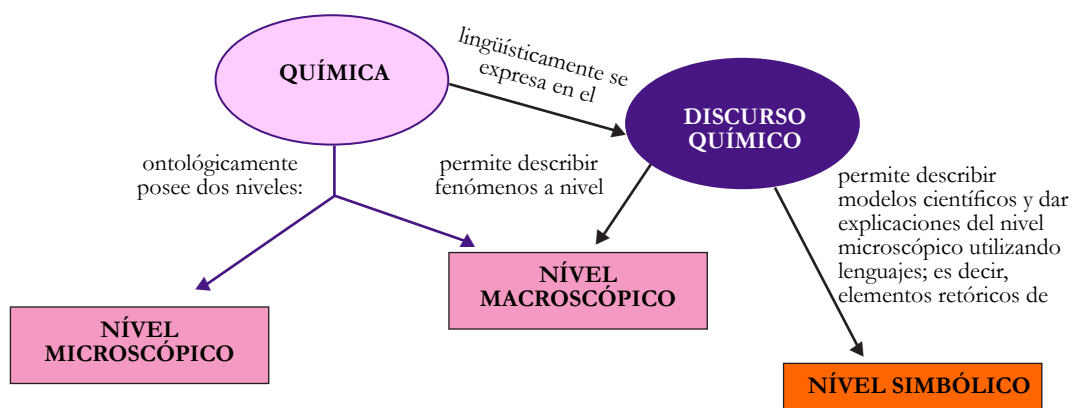 QUÍMICA
lingüísticamente se
expresa en el
DISCURSO
QUÍMICO
ontológicamente
posee dos niveles:
permite describir
fenómenos a nivel
permite describir
modelos científicos y dar
explicaciones del nivel
microscópico utilizando
lenguajes; es decir,
elementos retóricos de
NÍVEL
MACROSCÓPICO
NÍVEL
MICROSCÓPICO
NÍVEL SIMBÓLICO